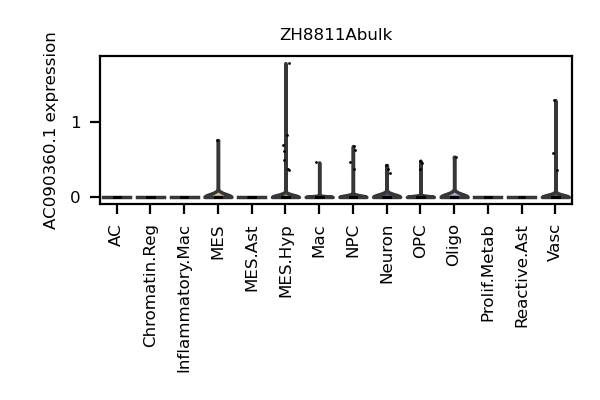 ZH8811Abulk
AC090360.1 expression
1
0
AC
Chromatin.Reg
Inflammatory.Mac
MES
MES.Ast
MES.Hyp
Mac
NPC
Neuron
OPC
Oligo
Prolif.Metab
Reactive.Ast
Vasc